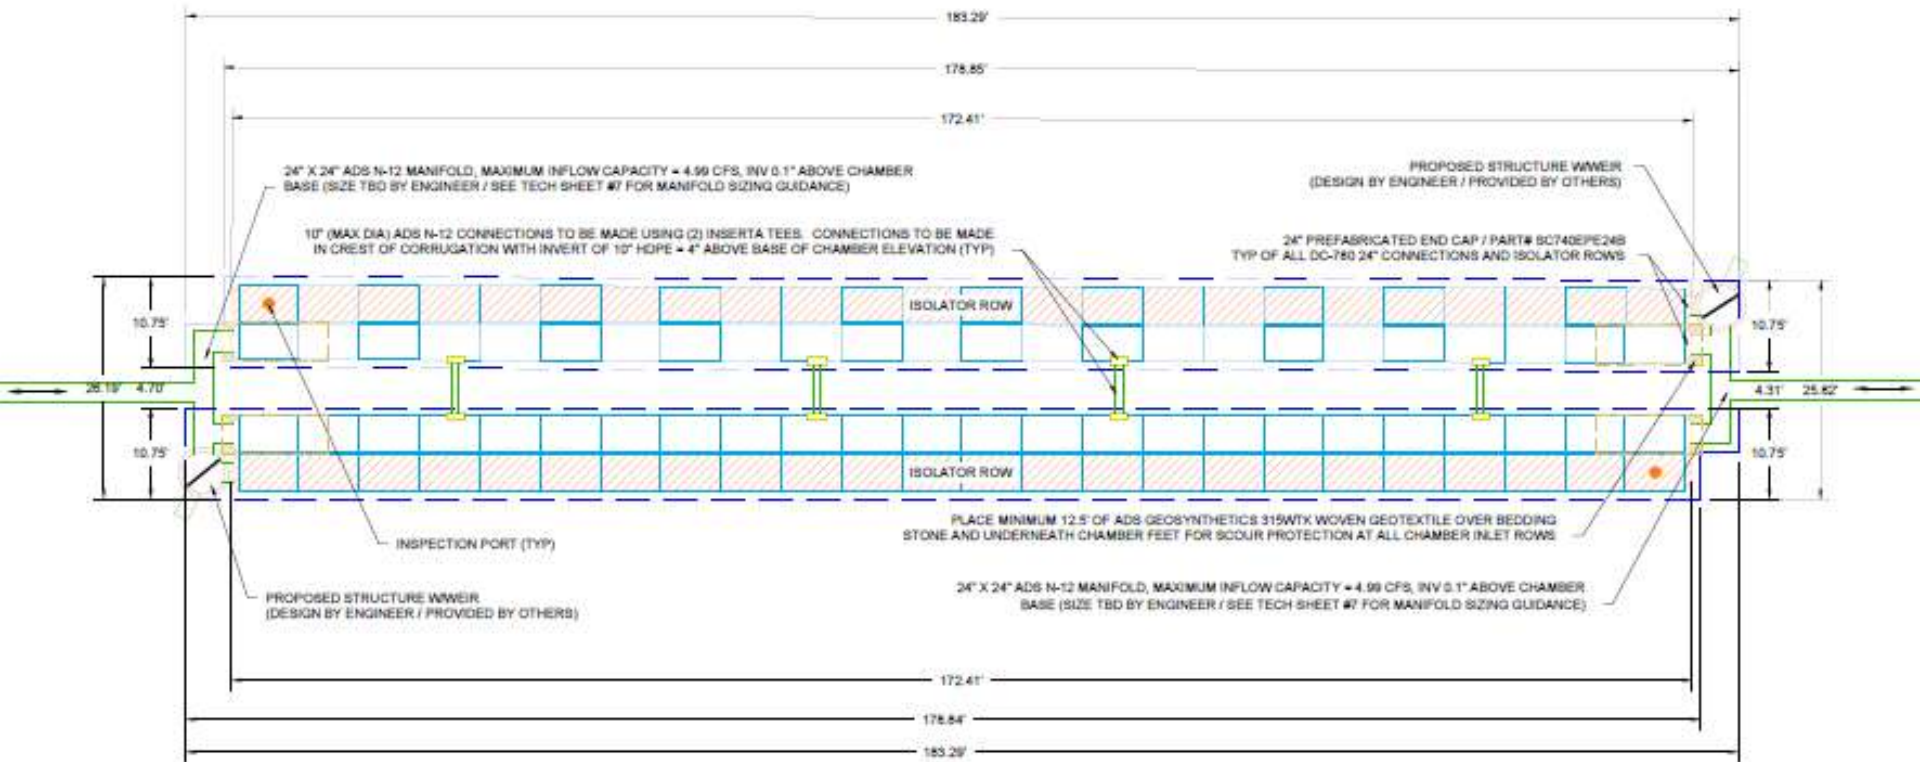 183.29'
178.85'
172.41'
24" X 24" ADS N-12 MANIFOLD, MAXIMUM INFLOW CAPACITY = 4.99 CFS, INV 0.1" ABOVE CHAMBER
BASE (SIZE TBD BY ENGINEER / SEE TECH SHEET #7 FOR MANIFOLD SIZING GUIDANCE)
PROPOSED STRUCTURE W/WEIR
(DESIGN BY ENGINEER / PROVIDED BY OTHERS)
10" (MAX DIA) ADS N-12 CONNECTIONS TO BE MADE USING (2) INSERTA TEES. CONNECTIONS TO BE MADE
IN CREST OF CORRUGATION WITH INVERT OF 10" HDPE = 4" ABOVE BASE OF CHAMBER ELEVATION (TYP)
24" PREFABRICATED END CAP / PART# SC740EPE24B
TYP OF ALL DC-780 24" CONNECTIONS AND ISOLATOR ROWS
ISOLATOR ROW
10.75'
10.75'
26.19' 4.70'
4.31' 25.82'
10.75'
10.75'
ISOLATOR ROW
PLACE MINIMUM 12.5' OF ADS GEOSYNTHETICS 315WTK WOVEN GEOTEXTILE OVER BEDDING
STONE AND UNDERNEATH CHAMBER FEET FOR SCOUR PROTECTION AT ALL CHAMBER INLET ROWS
INSPECTION PORT (TYP)
24" X 24" ADS N-12 MANIFOLD, MAXIMUM INFLOW CAPACITY = 4.99 CFS, INV 0.1" ABOVE CHAMBER
BASE (SIZE TBD BY ENGINEER / SEE TECH SHEET #7 FOR MANIFOLD SIZING GUIDANCE)
PROPOSED STRUCTURE W/WEIR
(DESIGN BY ENGINEER / PROVIDED BY OTHERS)
172.41'
178.84'
183.29'